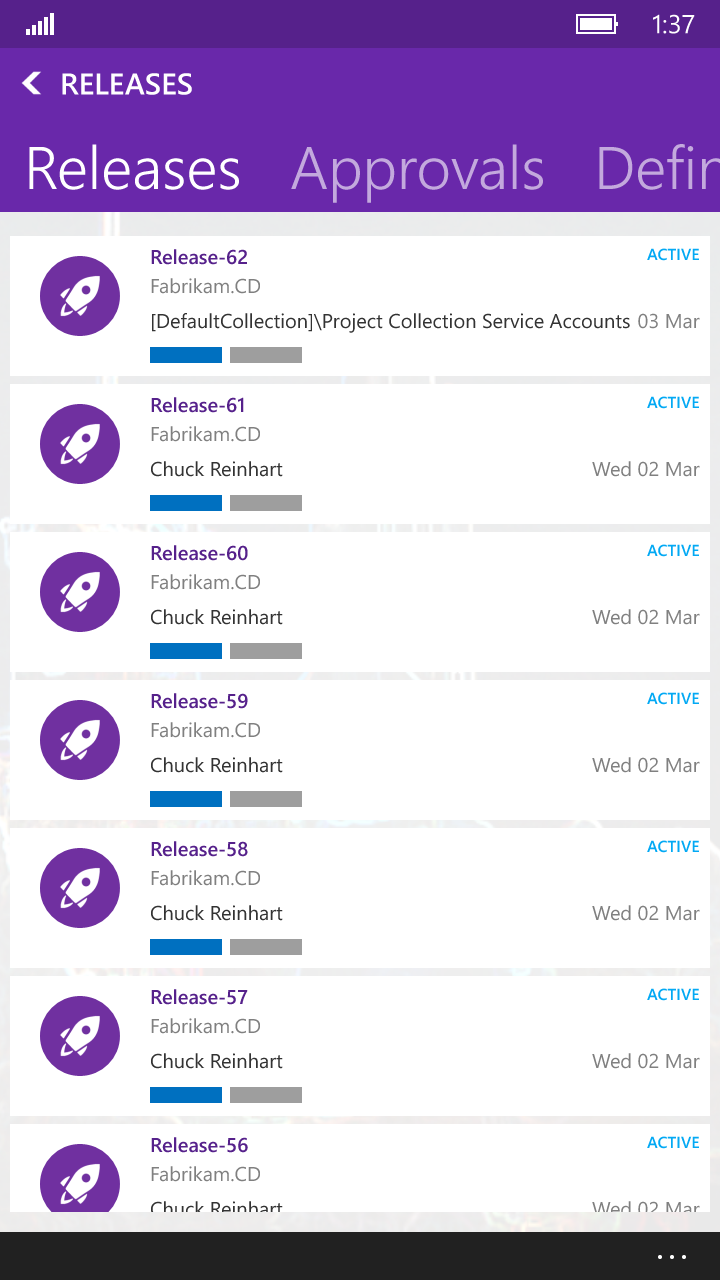 1:37
RELEASES
Releases Approvals Defin
Release-62 ACTIVE
Fabrikam.CD
[DefaultCollection]\Project Collection Service Accounts 03 Mar
Release-61 ACTIVE
Fabrikam.CD
Chuck Reinhart Wed 02 Mar
Release-60 ACTIVE
Fabrikam.CD
Chuck Reinhart Wed 02 Mar
Release-59 ACTIVE
Fabrikam.CD
Chuck Reinhart Wed 02 Mar
Release-58 ACTIVE
Fabrikam.CD
Chuck Reinhart Wed 02 Mar
Release-57 ACTIVE
Fabrikam.CD
Chuck Reinhart Wed 02 Mar
Release-56 ACTIVE
Fabrikam.CD
Chuck Reinhart Wed 02 Mar
...